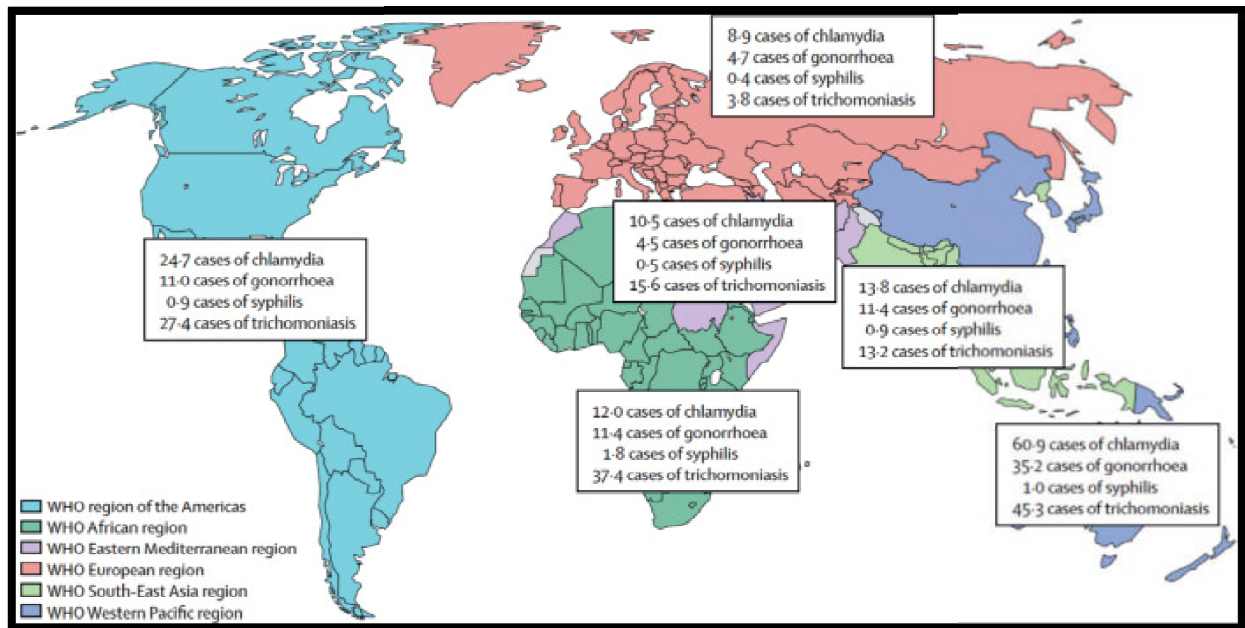 8·9 cases of chlamydia
4·7 cases of gonorrhoea
0·4 cases of syphilis
3·8 cases of trichomoniasis
10·5 cases of chlamydia
4·5 cases of gonorrhoea
0·5 cases of syphilis
15·6 cases of trichomoniasis
24·7 cases of chlamydia
11·0 cases of gonorrhoea
0·9 cases of syphilis
27·4 cases of trichomoniasis
13·8 cases of chlamydia
11·4 cases of gonorrhoea
0·9 cases of syphilis
13·2 cases of trichomoniasis
12·0 cases of chlamydia
11·4 cases of gonorrhoea
1·8 cases of syphilis
37·4 cases of trichomoniasis
60·9 cases of chlamydia
35·2 cases of gonorrhoea
1·0 cases of syphilis
45·3 cases of trichomoniasis
WHO region of the Americas
WHO African region
WHO Eastern Mediterranean region
WHO European region
WHO South-East Asia region
WHO Western Pacific region